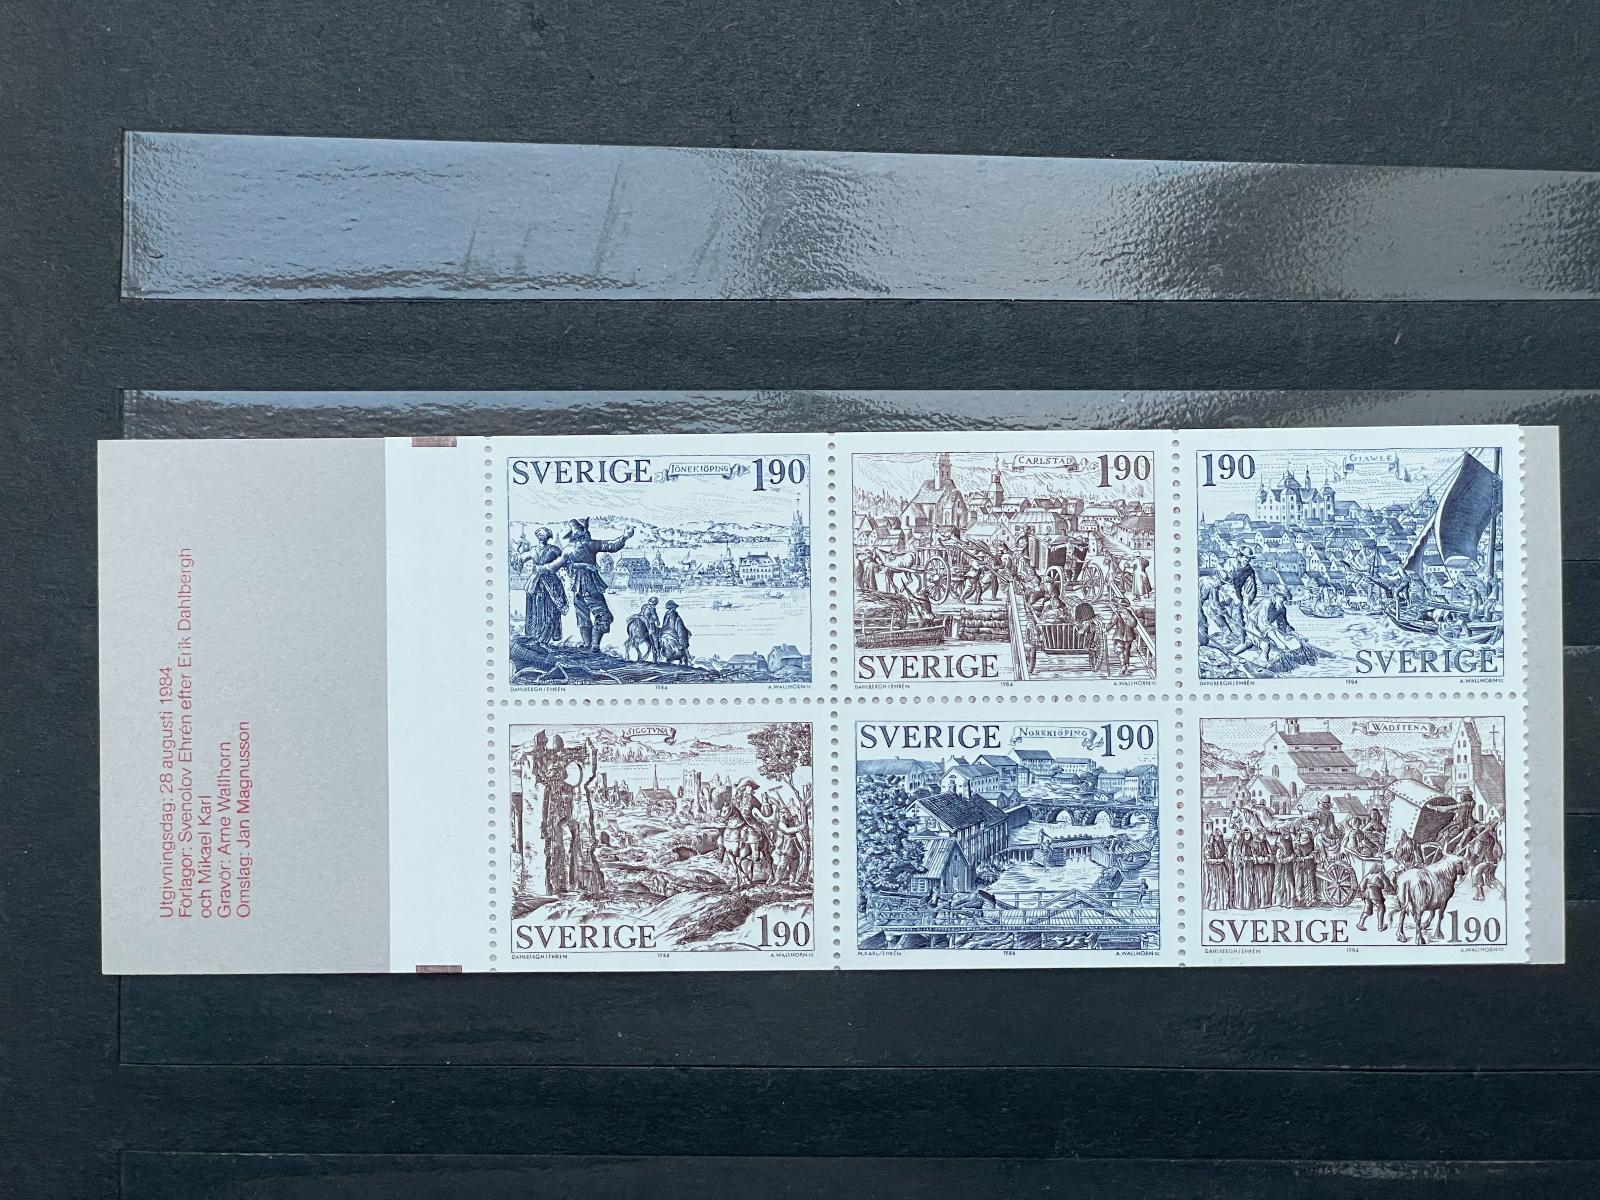 Utgivningsdag: 28 augusti 1984
Förlagor: Svenolov Ehrén efter Erik Dahlbergh
och Mikael Karl
Gravör: Arne Wallhorn
Omslag: Jan Magnusson
SVERIGE JÖNEKIÖPING 1.90
DAHLBERGH/EHRÉN 1984 A.WALLHORN SC
CARLSTAD 1.90
SVERIGE
DAHLBERGH/EHRÉN 1984 A.WALLHORN SC
1.90 GIAWLE
SVERIGE
DAHLBERGH/EHRÉN 1984 A.WALLHORN SC
SIGGTVNA
SVERIGE 1.90
DAHLBERGH/EHRÉN 1984 A.WALLHORN SC
SVERIGE NORRKIÖPING 1.90
M.KARL/EHRÉN 1984 A.WALLHORN SC
WADSTENA
SVERIGE 1.90
DAHLBERGH/EHRÉN 1984 A.WALLHORN SC